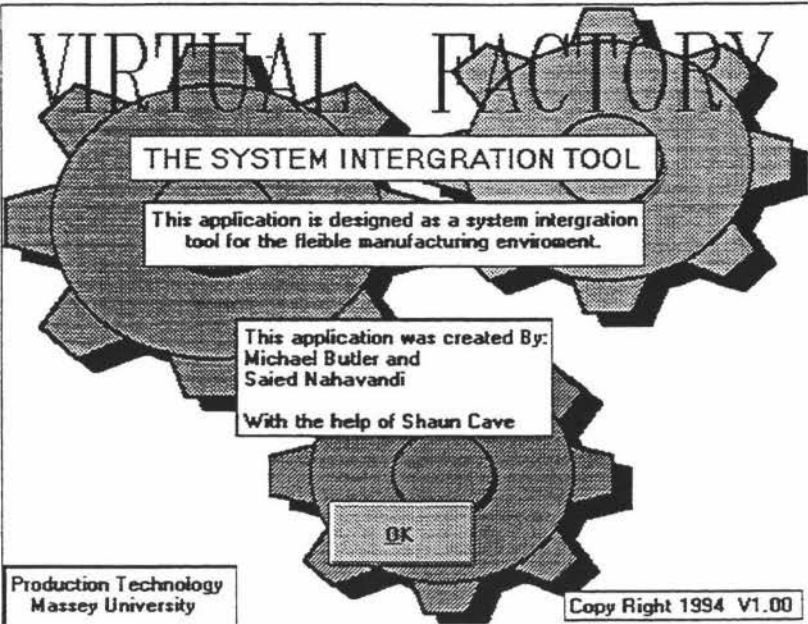 VIRTUAL FACTORY
THE SYSTEM INTERGRATION TOOL
This application is designed as a system intergration
tool for the fleible manufacturing enviroment.
This application was created By:
Michael Butler and
Saied Nahavandi
With the help of Shaun Cave
OK
Production Technology
Massey University
Copy Right 1994 V1.00